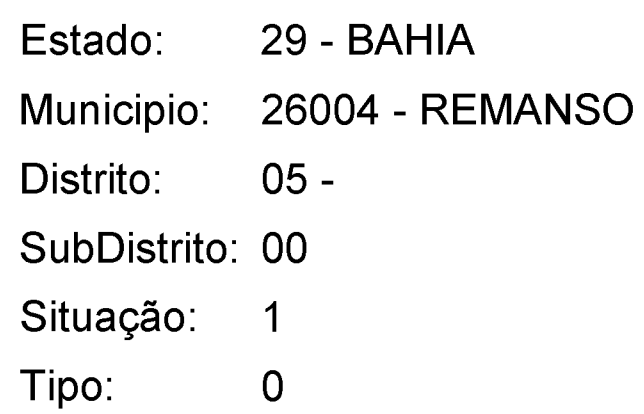 Estado: 29 - BAHIA
Municipio: 26004 - REMANSO
Distrito: 05 -
SubDistrito: 00
Situação: 1
Tipo: 0